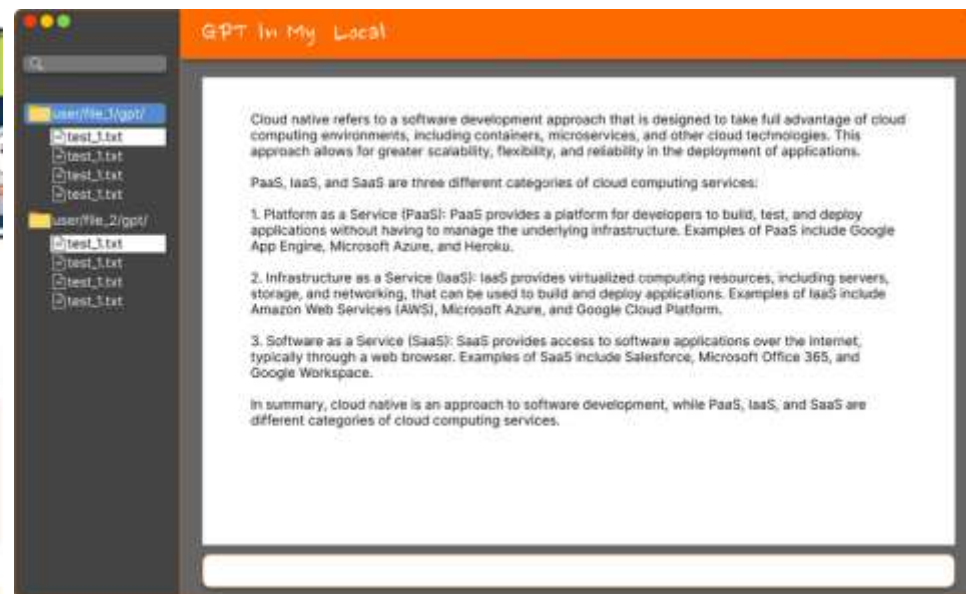 GPT In My Local
user/file_1/gpt/
test_1.txt
test_1.txt
test_1.txt
test_1.txt
user/file_2/gpt/
test_1.txt
test_1.txt
test_1.txt
test_1.txt
Cloud native refers to a software development approach that is designed to take full advantage of cloud
computing environments, including containers, microservices, and other cloud technologies. This
approach allows for greater scalability, flexibility, and reliability in the deployment of applications.
PaaS, IaaS, and SaaS are three different categories of cloud computing services:
1. Platform as a Service (PaaS): PaaS provides a platform for developers to build, test, and deploy
applications without having to manage the underlying infrastructure. Examples of PaaS include Google
App Engine, Microsoft Azure, and Heroku.
2. Infrastructure as a Service (IaaS): IaaS provides virtualized computing resources, including servers,
storage, and networking, that can be used to build and deploy applications. Examples of IaaS include
Amazon Web Services (AWS), Microsoft Azure, and Google Cloud Platform.
3. Software as a Service (SaaS): SaaS provides access to software applications over the internet,
typically through a web browser. Examples of SaaS include Salesforce, Microsoft Office 365, and
Google Workspace.
In summary, cloud native is an approach to software development, while PaaS, IaaS, and SaaS are
different categories of cloud computing services.